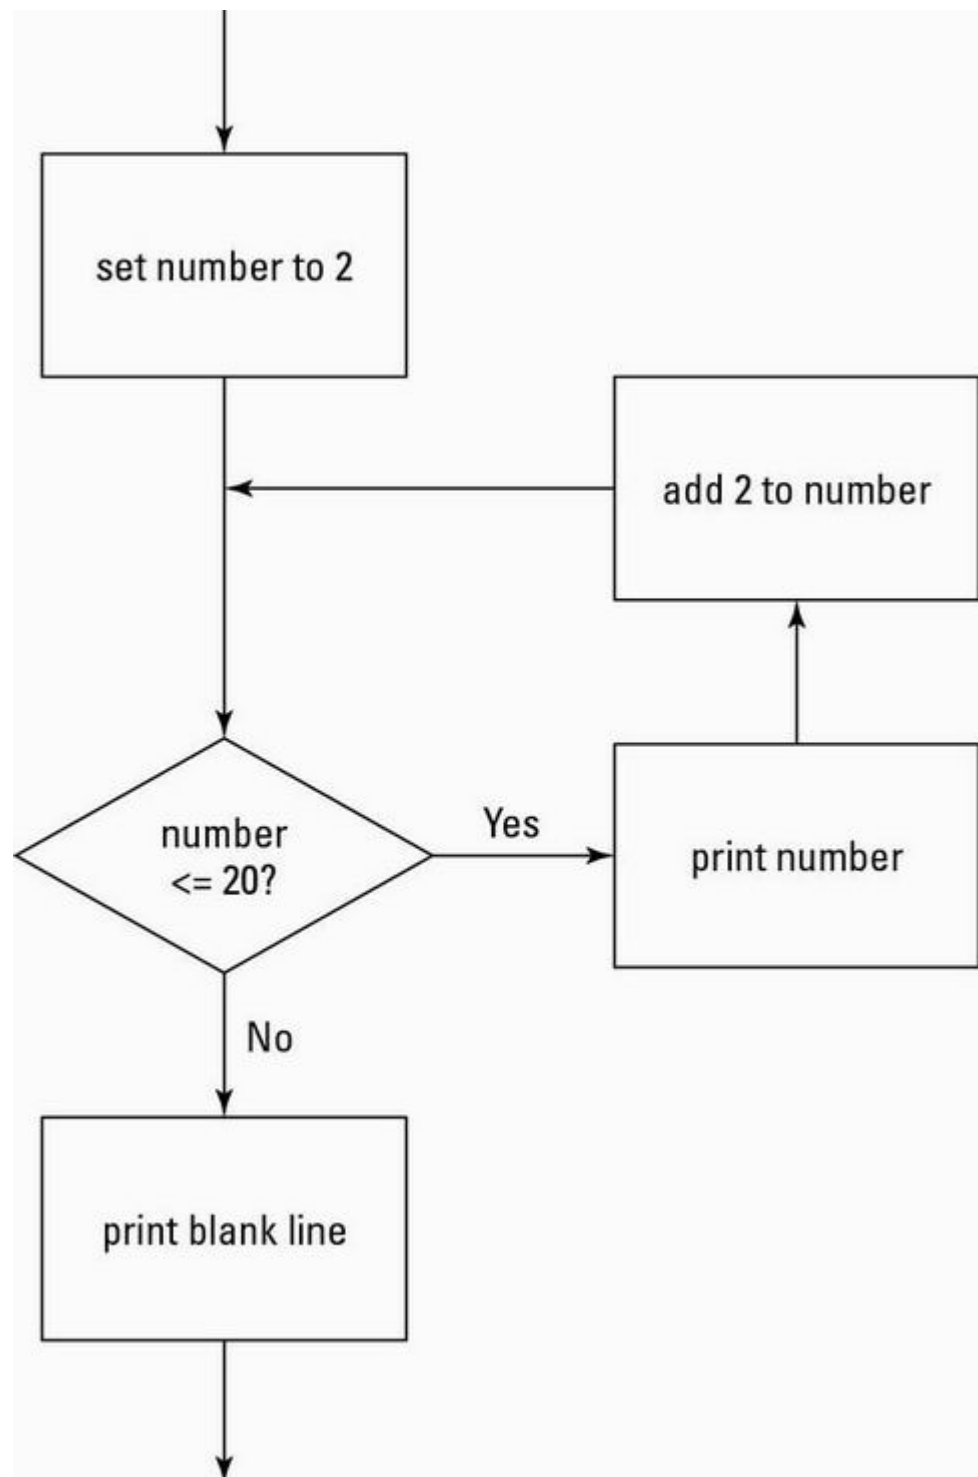 set number to 2
add 2 to number
number
<= 20?
Yes
print number
No
print blank line